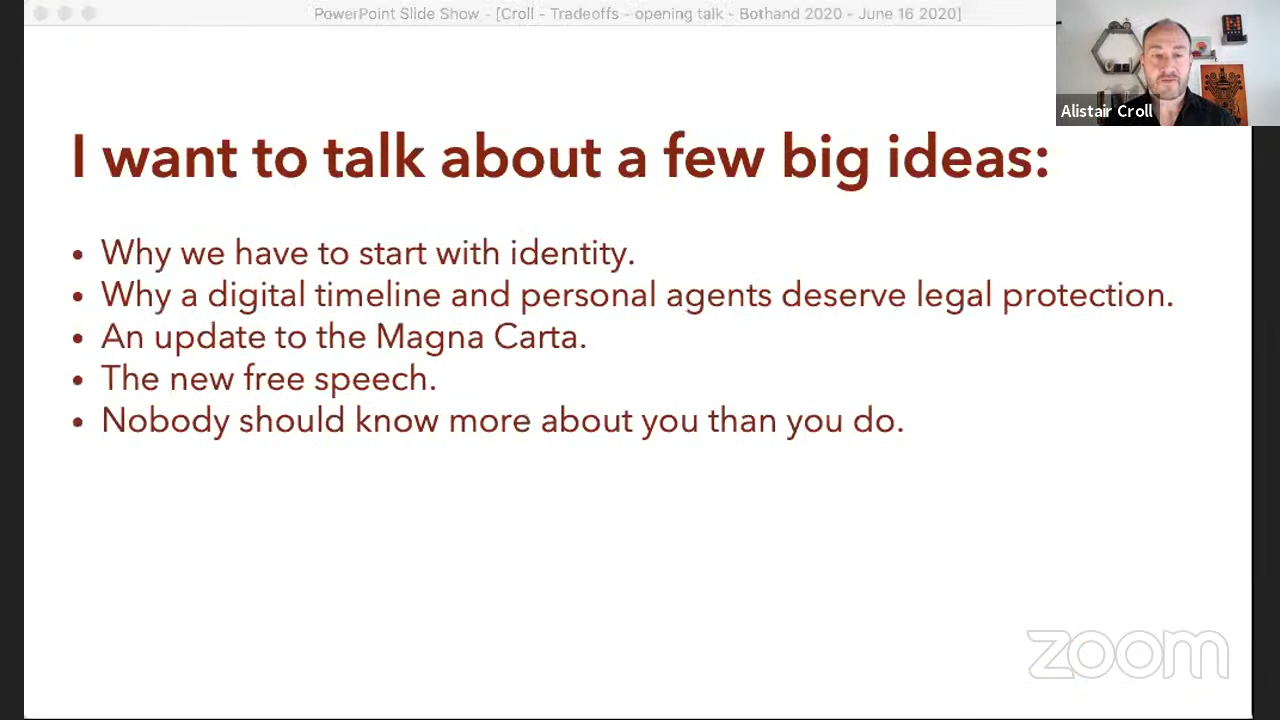 PowerPoint Slide Show - [Croll - Tradeoffs - opening talk - Bothand 2020 - June 16 2020]
Alistair Croll
I want to talk about a few big ideas:
• Why we have to start with identity.
• Why a digital timeline and personal agents deserve legal protection.
• An update to the Magna Carta.
• The new free speech.
• Nobody should know more about you than you do.
zoom